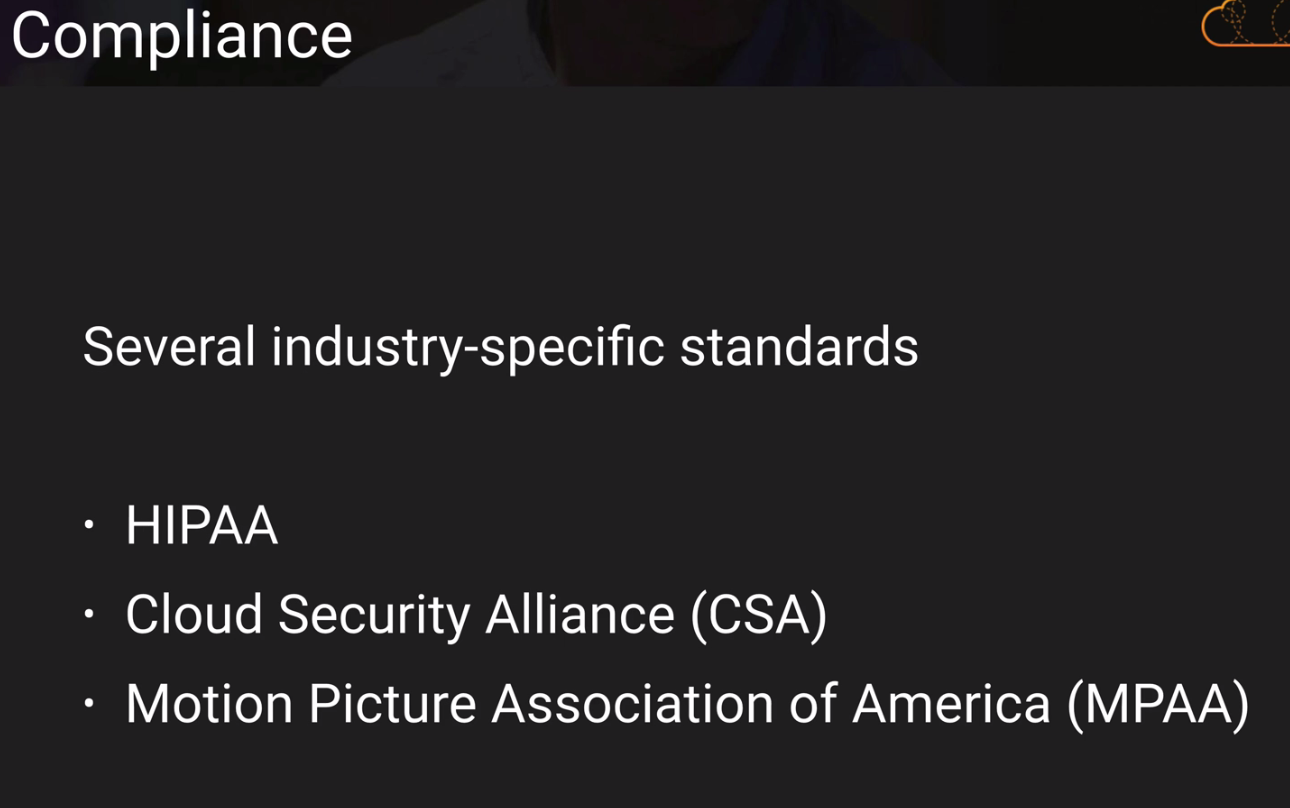 Compliance
Several industry-specific standards
• HIPAA
• Cloud Security Alliance (CSA)
• Motion Picture Association of America (MPAA)